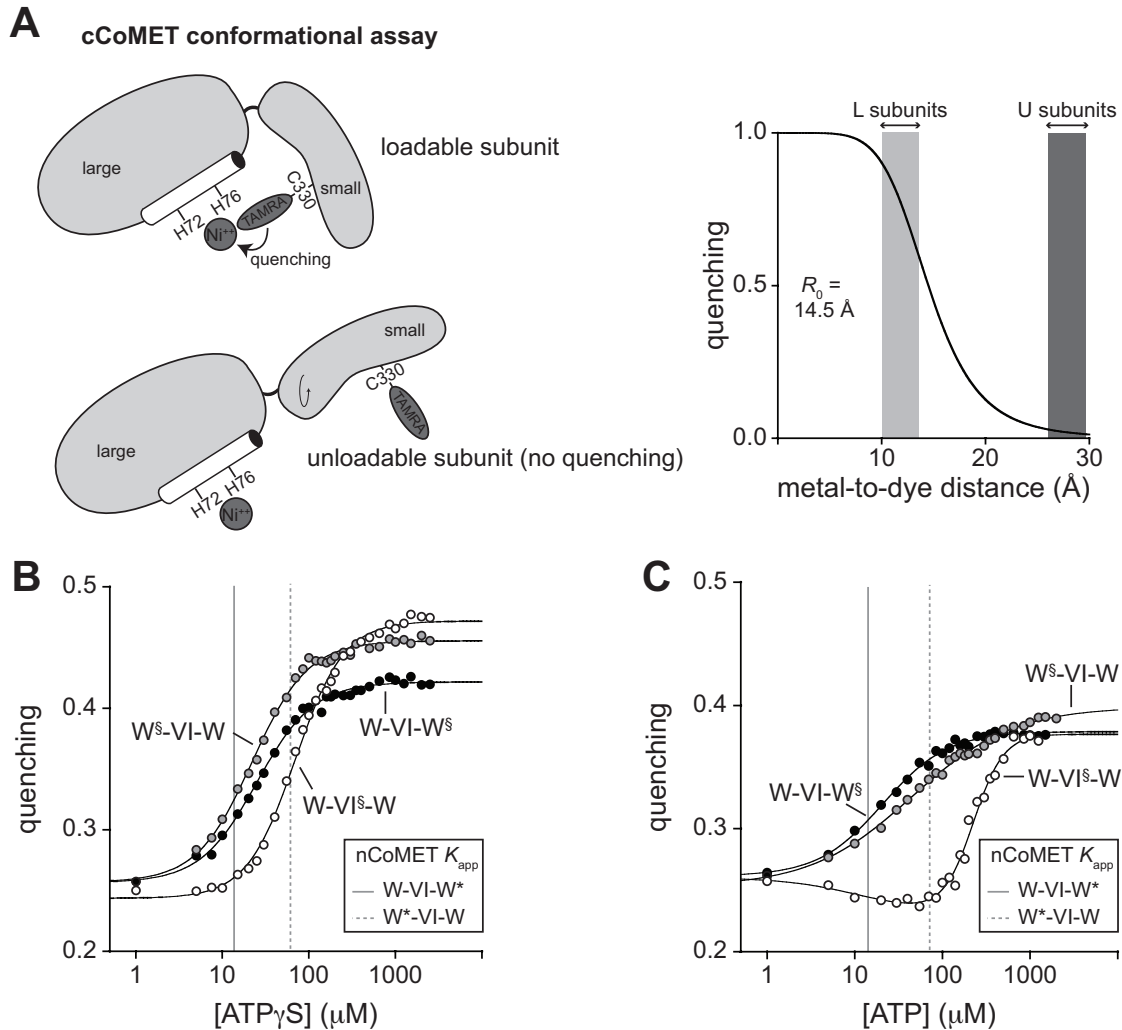 A
cCoMET conformational assay
large
small
H72
H76
Ni++
TAMRA
C330
quenching
loadable subunit
large
small
H72
H76
Ni++
C330
TAMRA
unloadable subunit (no quenching)
L subunits
U subunits
quenching
1.0
0.5
0.0
R0 =
14.5 Å
10
20
30
metal-to-dye distance (Å)
B
quenching
0.5
0.4
0.3
0.2
W§-VI-W
W-VI-W§
W-VI§-W
nCoMET Kapp
W-VI-W*
W*-VI-W
1
10
100
1000
[ATPγS] (μM)
C
quenching
0.5
0.4
0.3
0.2
W§-VI-W
W-VI-W§
W-VI§-W
nCoMET Kapp
W-VI-W*
W*-VI-W
1
10
100
1000
[ATP] (μM)